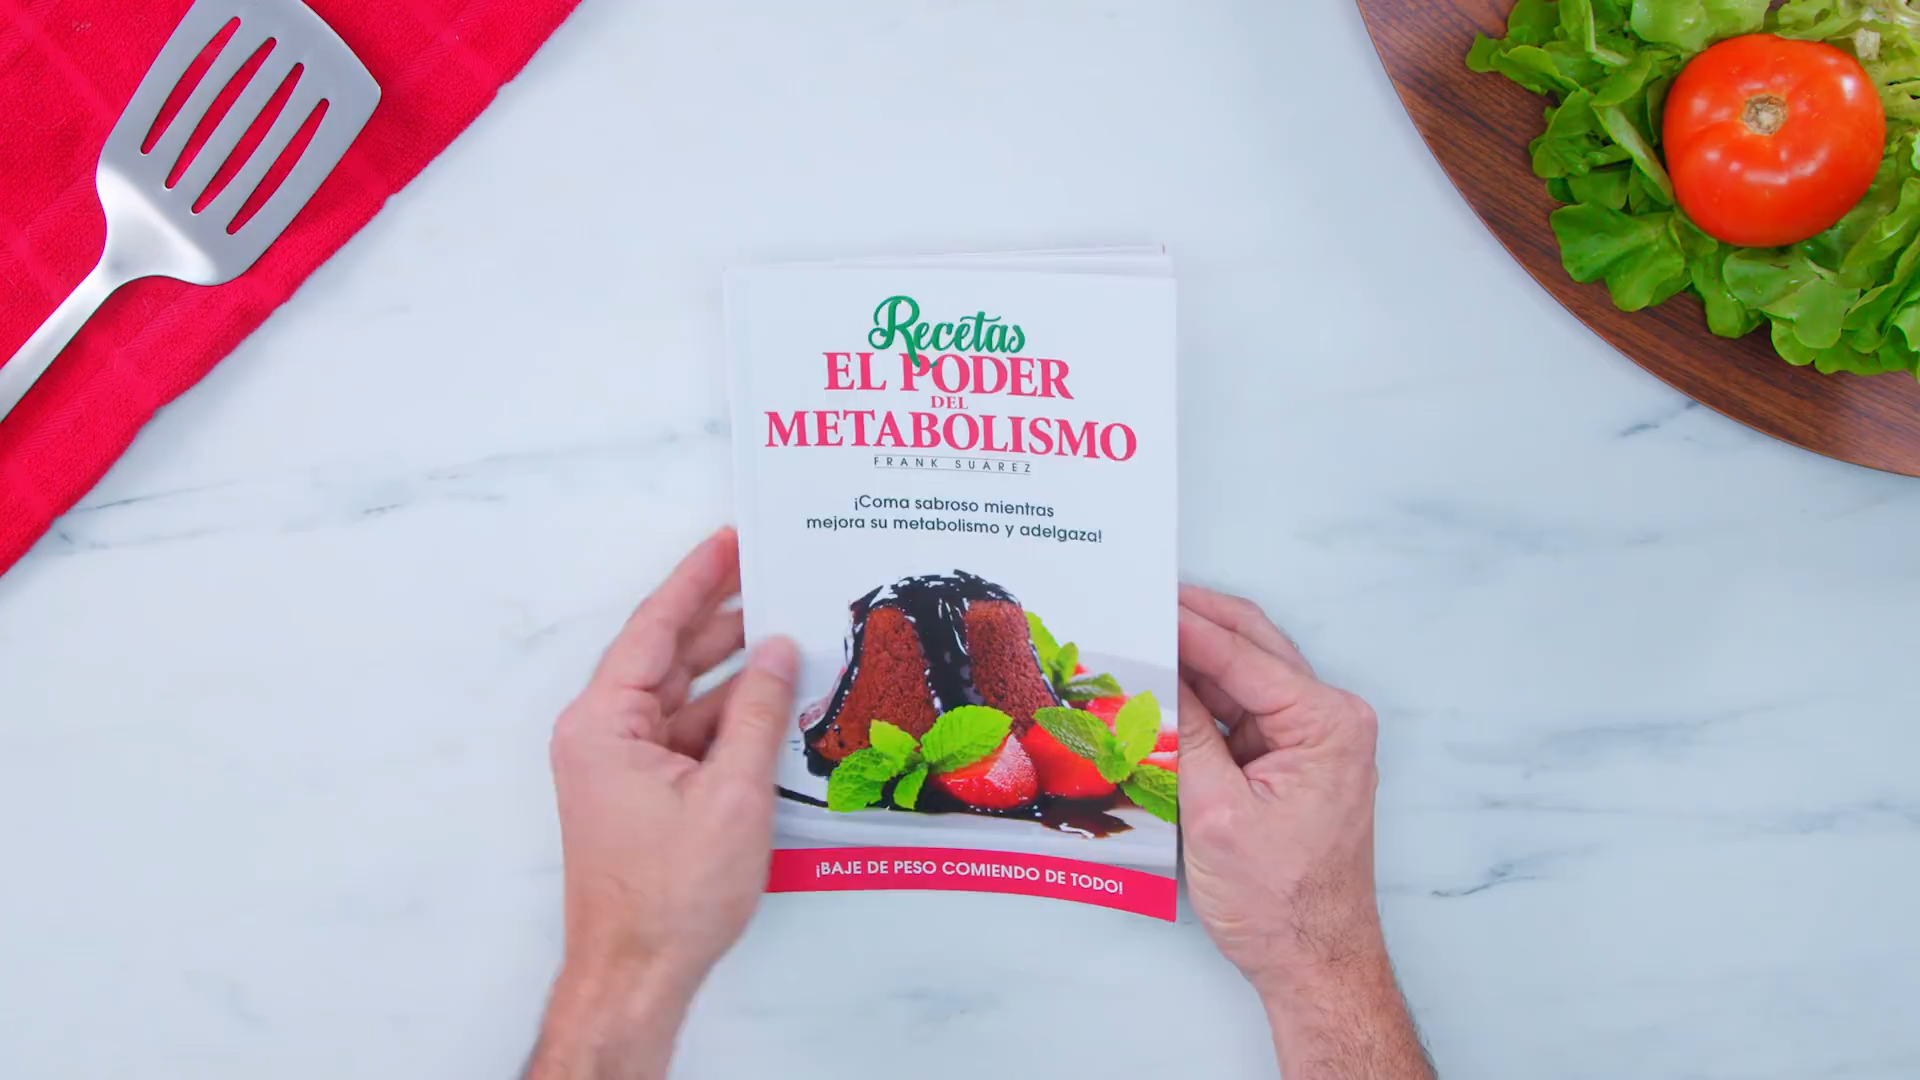 Recetas
EL PODER
DEL
METABOLISMO
FRANK SUÁREZ
¡Coma sabroso mientras
mejora su metabolismo y adelgaza!
¡BAJE DE PESO COMIENDO DE TODO!